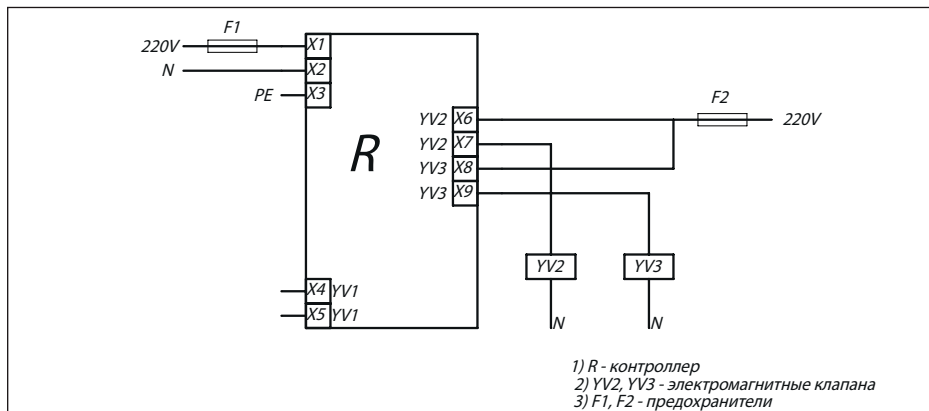 F1
220V
X1
N
X2
PE
X3
F2
YV2 X6
220V
YV2 X7
R
YV3 X8
YV3 X9
YV2
YV3
X4 YV1
X5 YV1
N
N
1) R - контроллер
2) YV2, YV3 - электромагнитные клапана
3) F1, F2 - предохранители